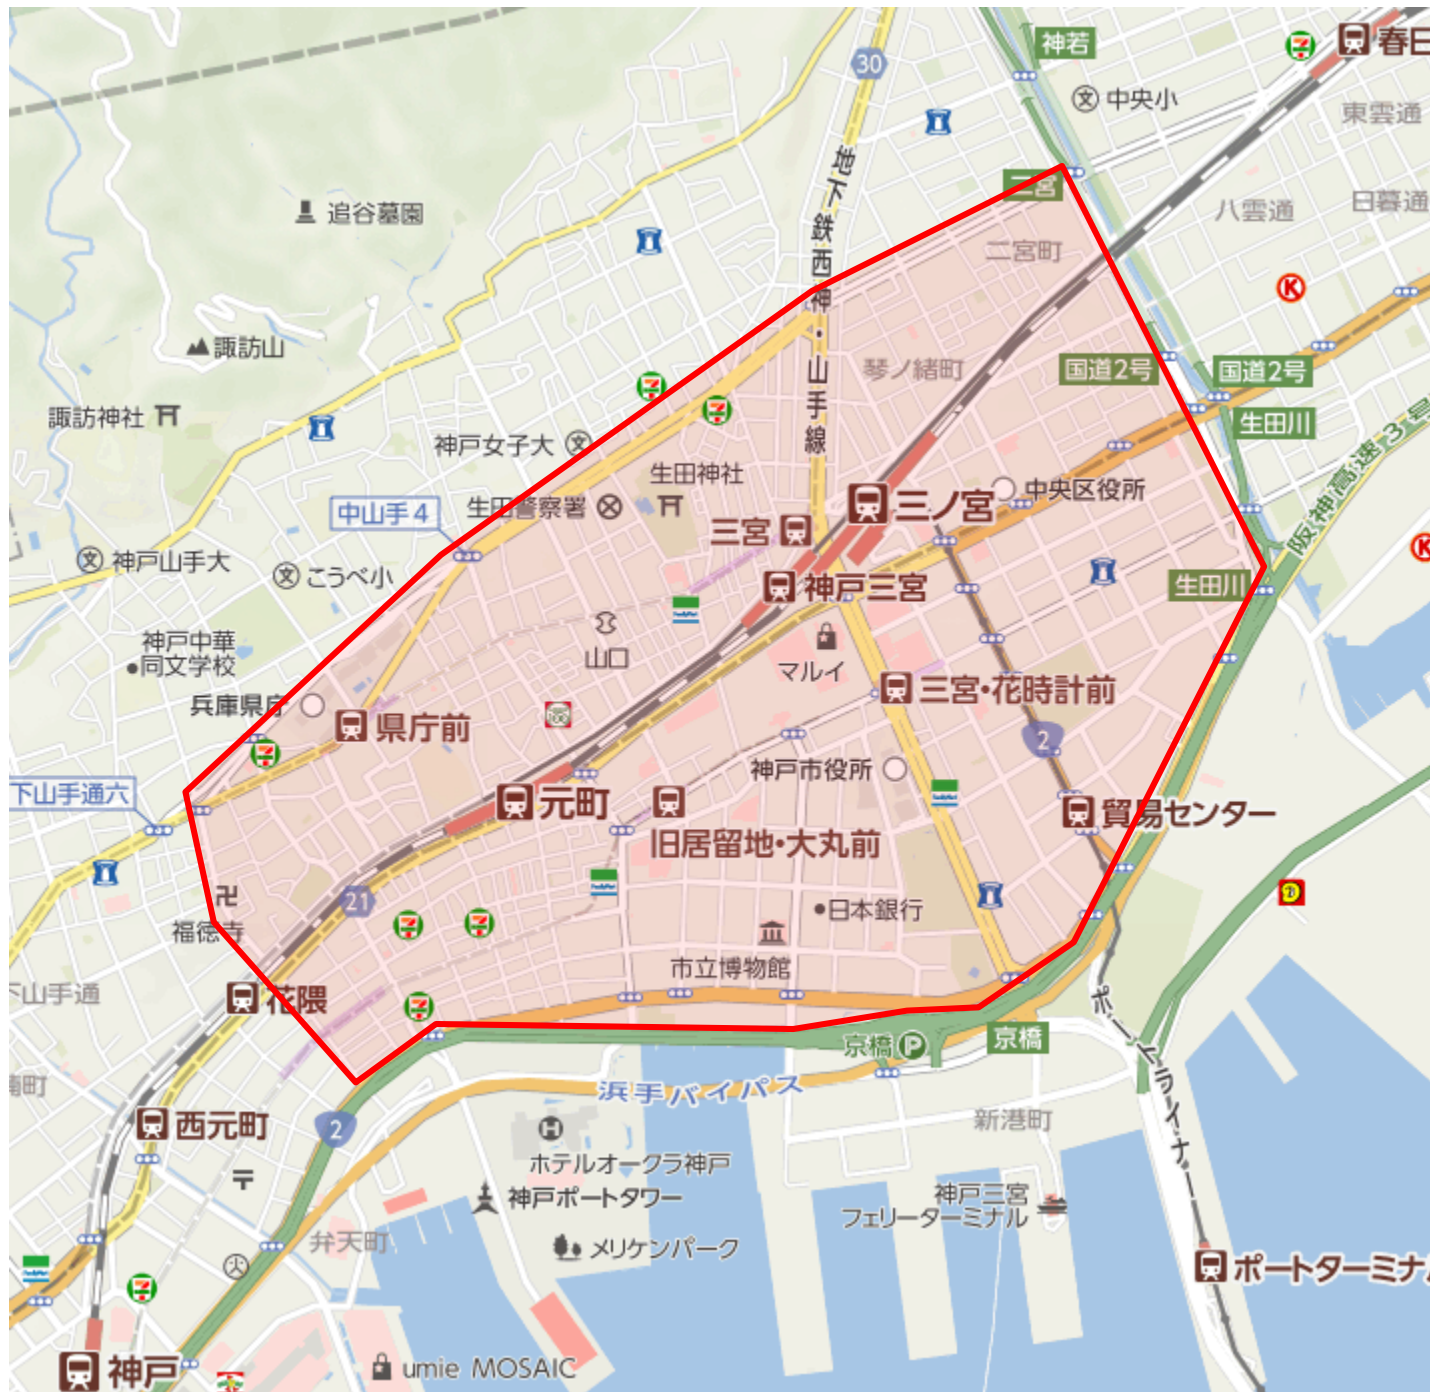 神若
春日
30
中央小
東雲通
地下鉄西神・山手線
二宮
追谷墓園
八雲通
日暮通
二宮町
諏訪山
琴ノ緒町
国道2号
国道2号
諏訪神社
神戸女子大
生田川
阪神高速3号
生田神社
中央区役所
中山手4
生田警察署
三ノ宮
三宮
神戸山手大
こうべ小
神戸三宮
生田川
神戸中華
同文学校
山口
マルイ
兵庫県庁
三宮・花時計前
県庁前
2
神戸市役所
下山手通六
元町
貿易センター
旧居留地・大丸前
21
日本銀行
福徳寺
市立博物館
下山手通
花隈
ポートライナー
京橋
P
京橋
浜手バイパス
西元町
2
新港町
ホテルオークラ神戸
神戸ポートタワー
神戸三宮
フェリーターミナル
弁天町
メリケンパーク
ポートターミナル
神戸
umie MOSAIC